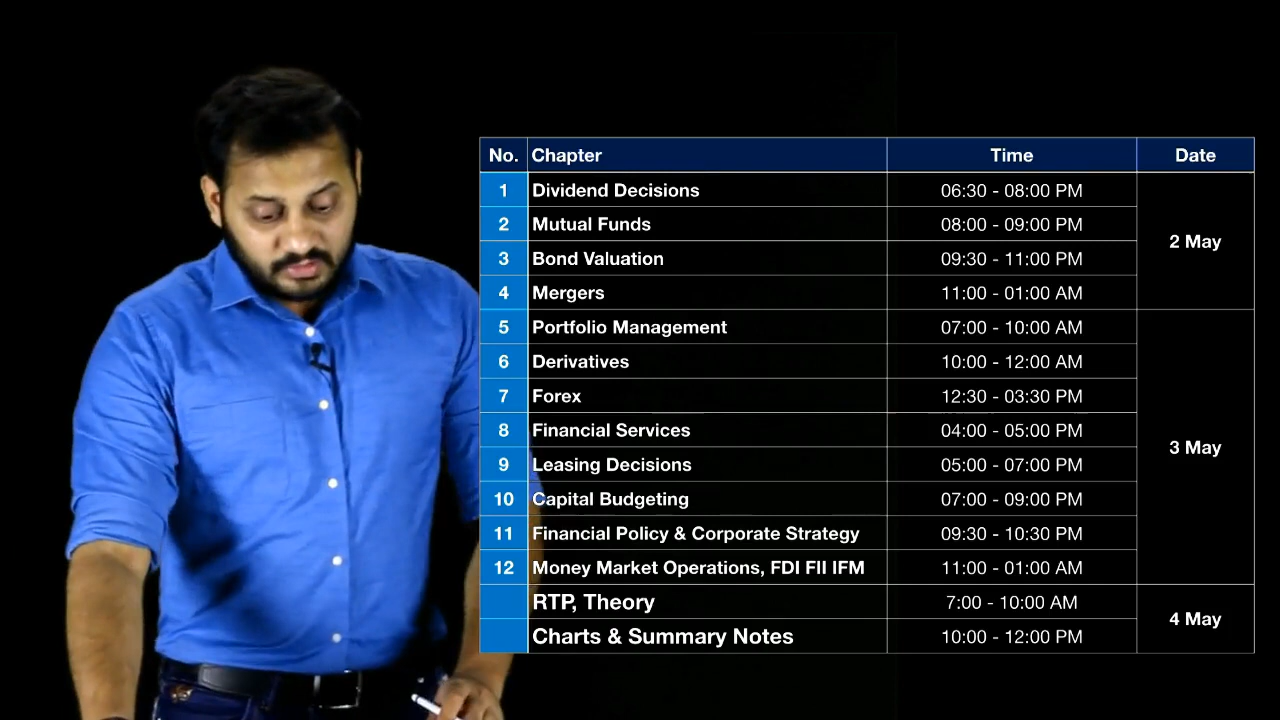 No. Chapter Time Date
1 Dividend Decisions 06:30 - 08:00 PM
2 Mutual Funds 08:00 - 09:00 PM
2 May
3 Bond Valuation 09:30 - 11:00 PM
4 Mergers 11:00 - 01:00 AM
5 Portfolio Management 07:00 - 10:00 AM
6 Derivatives 10:00 - 12:00 AM
7 Forex 12:30 - 03:30 PM
8 Financial Services 04:00 - 05:00 PM
3 May
9 Leasing Decisions 05:00 - 07:00 PM
10 Capital Budgeting 07:00 - 09:00 PM
11 Financial Policy & Corporate Strategy 09:30 - 10:30 PM
12 Money Market Operations, FDI FII IFM 11:00 - 01:00 AM
RTP, Theory 7:00 - 10:00 AM
4 May
Charts & Summary Notes 10:00 - 12:00 PM